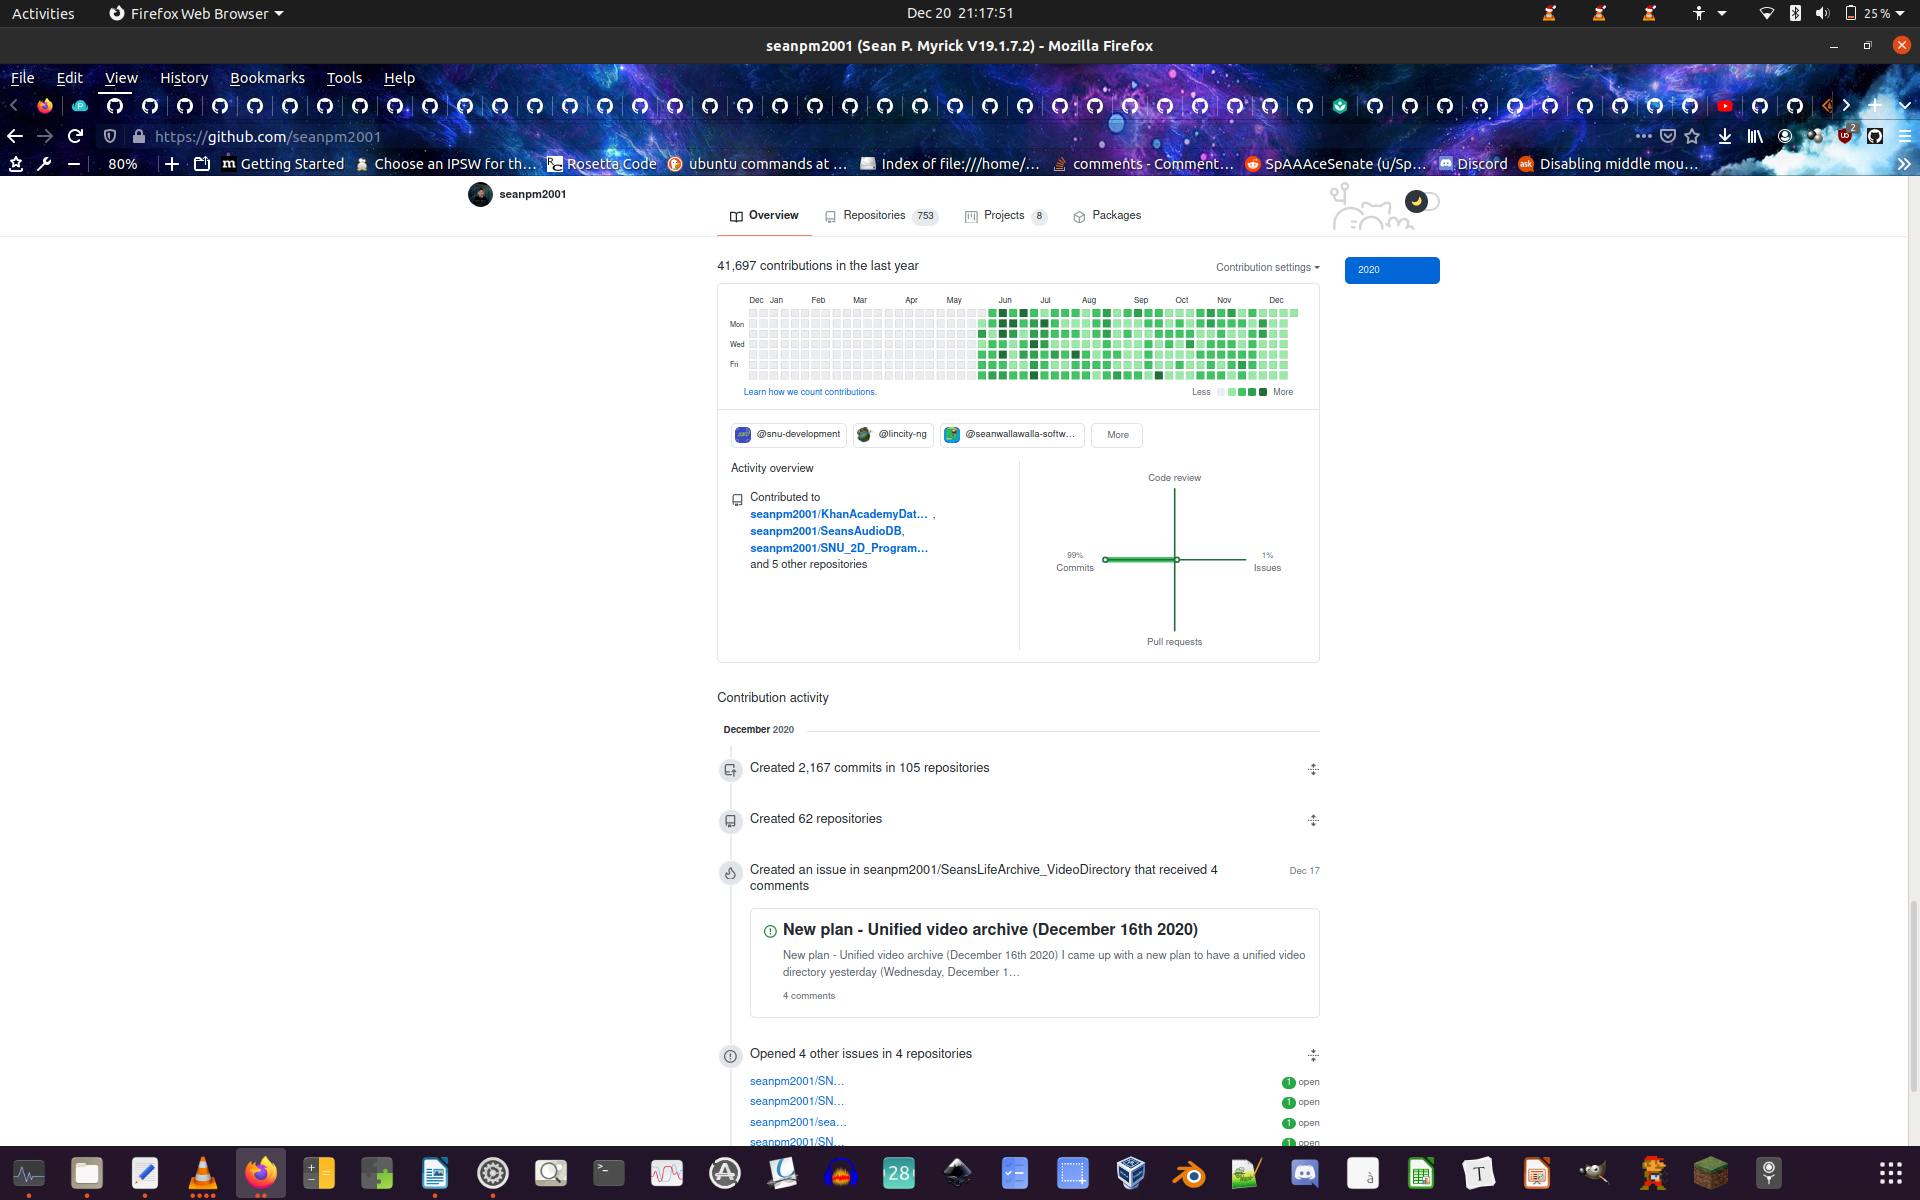 Activities
Firefox Web Browser
Dec 20 21:17:51
25 %
seanpm2001 (Sean P. Myrick V19.1.7.2) - Mozilla Firefox
File Edit View History Bookmarks Tools Help
https://github.com/seanpm2001
2
80%
Getting Started
Choose an IPSW for th…
Rosetta Code
ubuntu commands at …
Index of file:///home/…
comments - Comment…
SpAAAceSenate (u/Sp…
Discord
Disabling middle mou…
seanpm2001
Overview
Repositories 753
Projects 8
Packages
41,697 contributions in the last year
Contribution settings
2020
Dec Jan Feb Mar Apr May Jun Jul Aug Sep Oct Nov Dec
Mon
Wed
Fri
Learn how we count contributions.
Less More
@snu-development
@lincity-ng
@seanwallawalla-softw…
More
Activity overview
Contributed to
seanpm2001/KhanAcademyDat… ,
seanpm2001/SeansAudioDB,
seanpm2001/SNU_2D_Program…
and 5 other repositories
Code review
99%
Commits
1%
Issues
Pull requests
Contribution activity
December 2020
Created 2,167 commits in 105 repositories
Created 62 repositories
Created an issue in seanpm2001/SeansLifeArchive_VideoDirectory that received 4
comments
Dec 17
New plan - Unified video archive (December 16th 2020)
New plan - Unified video archive (December 16th 2020) I came up with a new plan to have a unified video
directory yesterday (Wednesday, December 1…
4 comments
Opened 4 other issues in 4 repositories
seanpm2001/SN… 1 open
seanpm2001/SN… 1 open
seanpm2001/sea… 1 open
seanpm2001/SN… 1 open
28